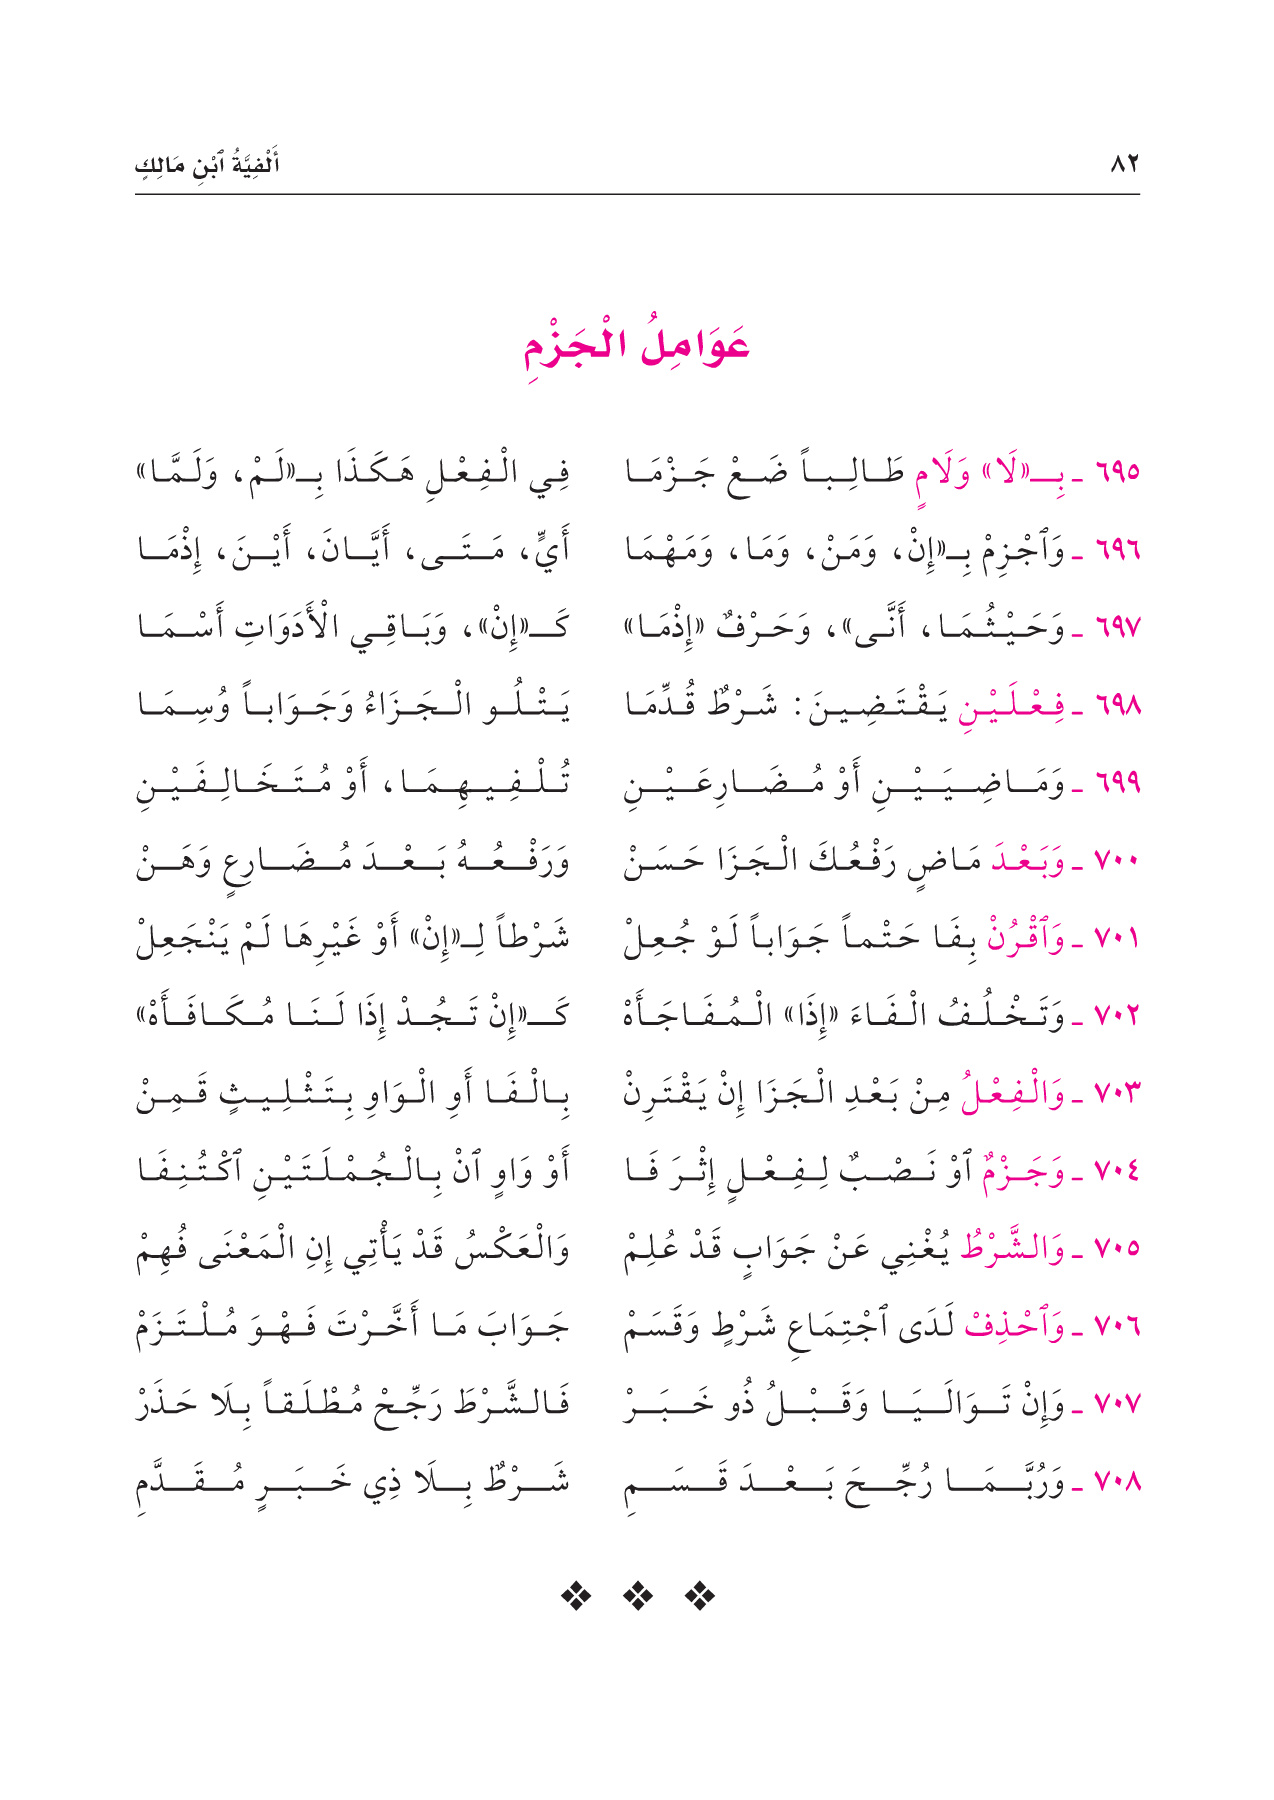 ٨٢ أَلْفِيَّةُ ٱبْنِ مَالِكٍ
عَوَامِلُ الْجَزْمِ
٦٩٥ ـ بِـ«لَا» وَلَامٍ طَالِباً ضَعْ جَزْمَا فِي الْفِعْلِ هَكَذَا بِـ«لَمْ، وَلَمَّا»
٦٩٦ ـ وَٱجْزِمْ بِـ«إِنْ، وَمَنْ، وَمَا، وَمَهْمَا أَيٍّ، مَتَى، أَيَّانَ، أَيْنَ، إِذْمَا
٦٩٧ ـ وَحَيْثُمَا، أَنَّى»، وَحَرْفٌ «إِذْمَا» كَـ«إِنْ»، وَبَاقِي الْأَدَوَاتِ أَسْمَا
٦٩٨ ـ فِعْلَيْنِ يَقْتَضِينَ: شَرْطٌ قُدِّمَا يَتْلُو الْجَزَاءُ وَجَوَاباً وُسِمَا
٦٩٩ ـ وَمَاضِيَيْنِ أَوْ مُضَارِعَيْنِ تُلْفِيهِمَا، أَوْ مُتَخَالِفَيْنِ
٧٠٠ ـ وَبَعْدَ مَاضٍ رَفْعُكَ الْجَزَا حَسَنْ وَرَفْعُهُ بَعْدَ مُضَارِعٍ وَهَنْ
٧٠١ ـ وَٱقْرُنْ بِفَا حَتْماً جَوَاباً لَوْ جُعِلْ شَرْطاً لِـ«إِنْ» أَوْ غَيْرِهَا لَمْ يَنْجَعِلْ
٧٠٢ ـ وَتَخْلُفُ الْفَاءَ «إِذَا» الْمُفَاجَأَهْ كَـ«إِنْ تَجُدْ إِذَا لَنَا مُكَافَأَهْ»
٧٠٣ ـ وَالْفِعْلُ مِنْ بَعْدِ الْجَزَا إِنْ يَقْتَرِنْ بِالْفَا أَوِ الْوَاوِ بِتَثْلِيثٍ قَمِنْ
٧٠٤ ـ وَجَزْمٌ ٱوْ نَصْبٌ لِفِعْلٍ إِثْرَ فَا أَوْ وَاوٍ ٱنْ بِالْجُمْلَتَيْنِ ٱكْتُنِفَا
٧٠٥ ـ وَالشَّرْطُ يُغْنِي عَنْ جَوَابٍ قَدْ عُلِمْ وَالْعَكْسُ قَدْ يَأْتِي إِنِ الْمَعْنَى فُهِمْ
٧٠٦ ـ وَٱحْذِفْ لَدَى ٱجْتِمَاعِ شَرْطٍ وَقَسَمْ جَوَابَ مَا أَخَّرْتَ فَهْوَ مُلْتَزَمْ
٧٠٧ ـ وَإِنْ تَوَالَيَا وَقَبْلُ ذُو خَبَرْ فَالشَّرْطَ رَجِّحْ مُطْلَقاً بِلَا حَذَرْ
٧٠٨ ـ وَرُبَّمَا رُجِّحَ بَعْدَ قَسَمِ شَرْطٌ بِلَا ذِي خَبَرٍ مُقَدَّمِ